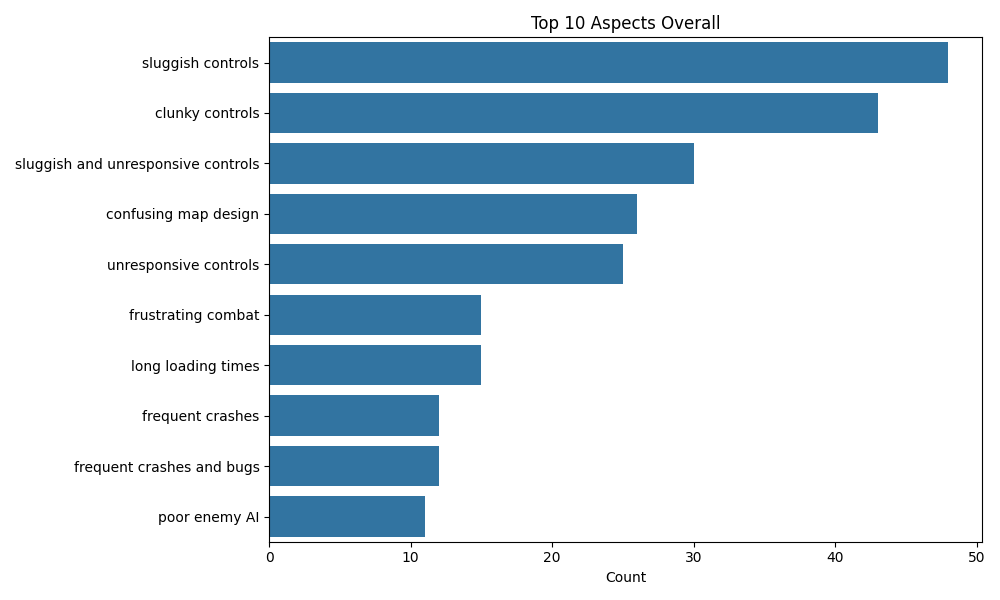 Top 10 Aspects Overall
sluggish controls
clunky controls
sluggish and unresponsive controls
confusing map design
unresponsive controls
frustrating combat
long loading times
frequent crashes
frequent crashes and bugs
poor enemy AI
0 10 20 30 40 50
Count